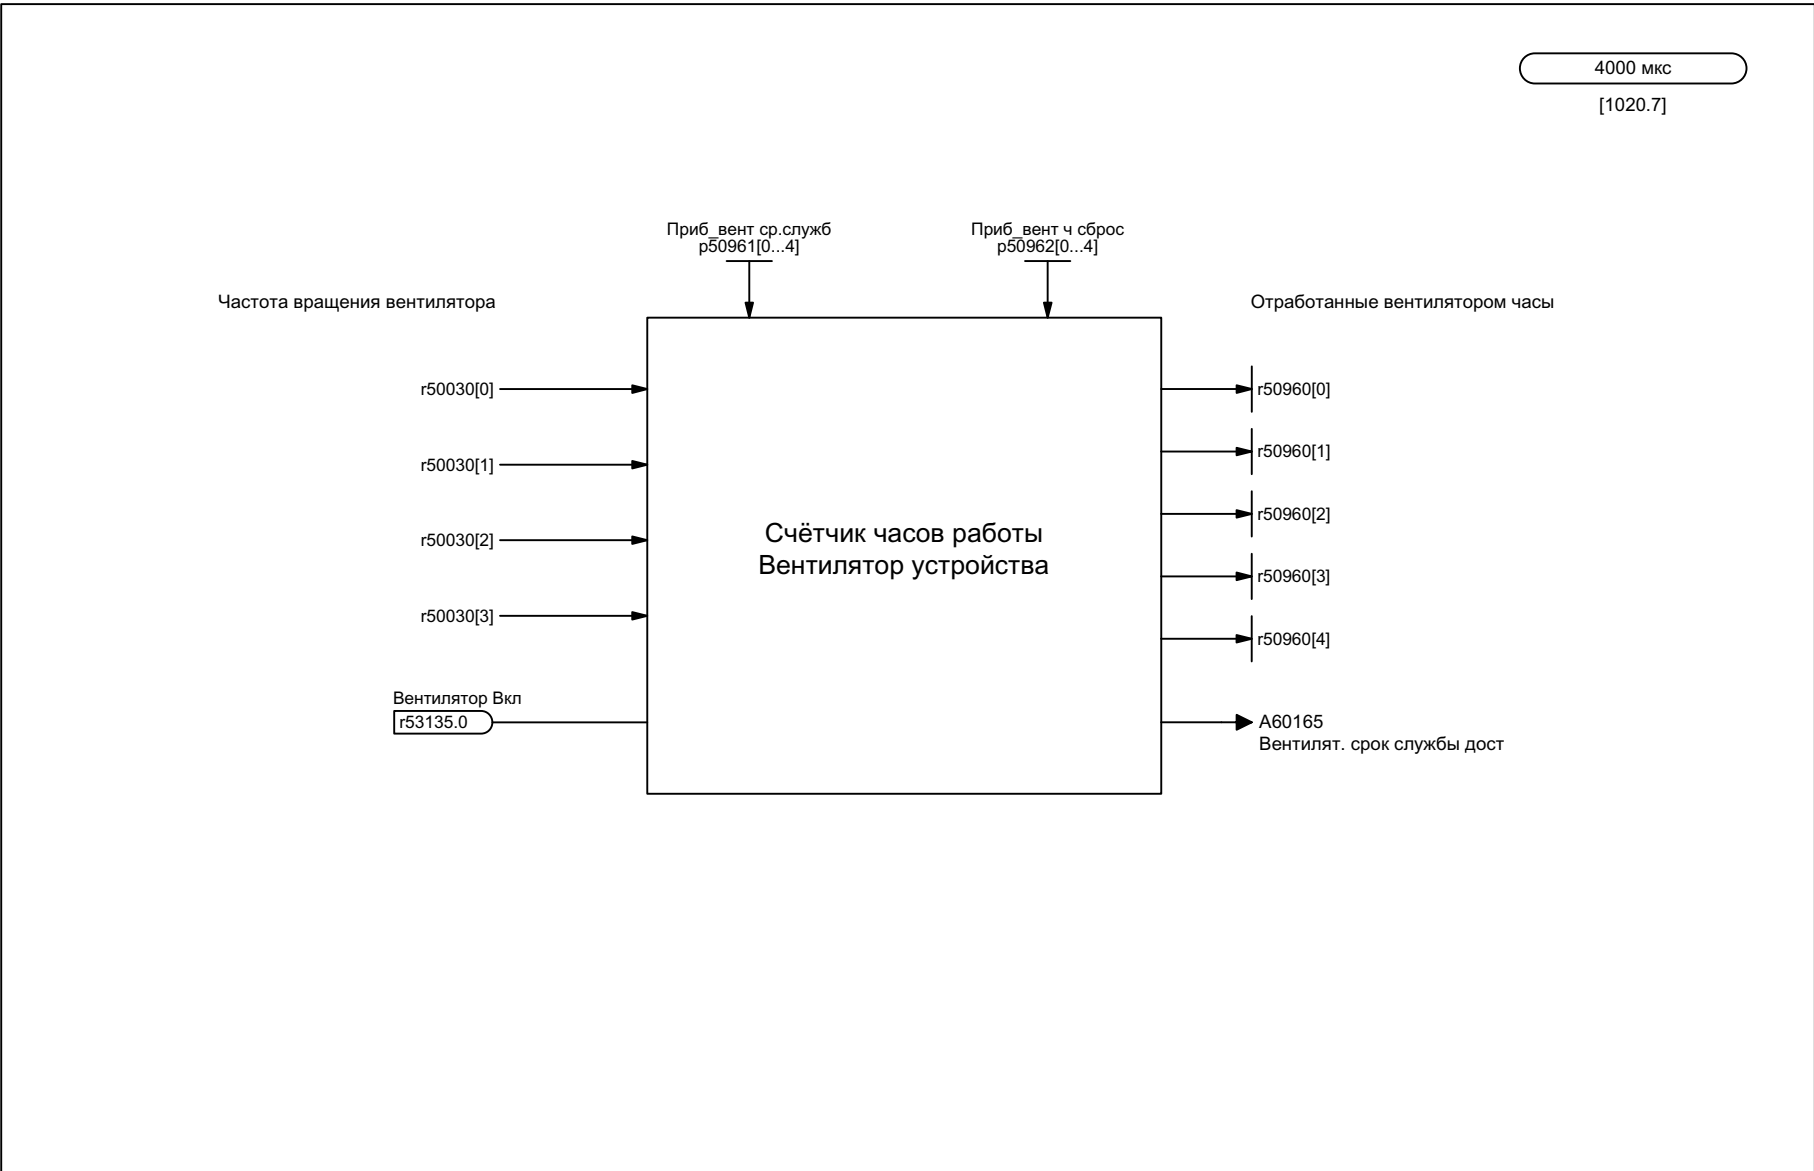 4000 мкс
[1020.7]
Приб_вент ср.служб
p50961[0...4]
Приб_вент ч сброс
p50962[0...4]
Частота вращения вентилятора
Отработанные вентилятором часы
r50030[0]
r50030[1]
r50030[2]
r50030[3]
Вентилятор Вкл
r53135.0
Счётчик часов работы
Вентилятор устройства
r50960[0]
r50960[1]
r50960[2]
r50960[3]
r50960[4]
A60165
Вентилят. срок службы дост